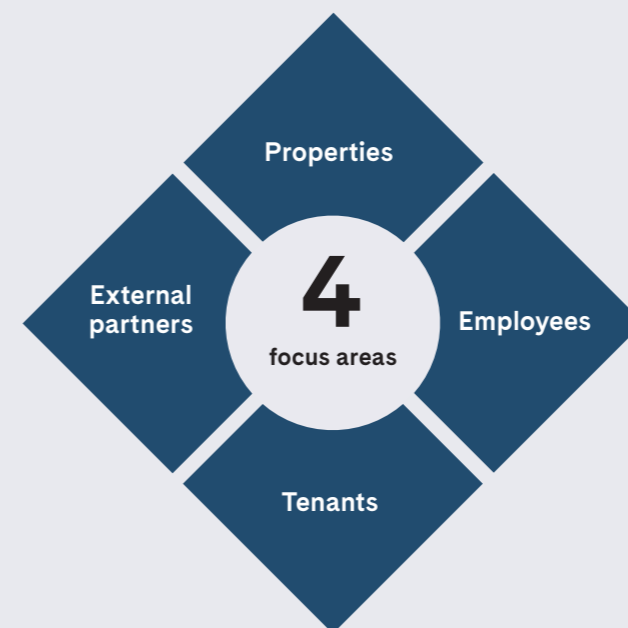 Properties
External
partners
4
focus areas
Employees
Tenants